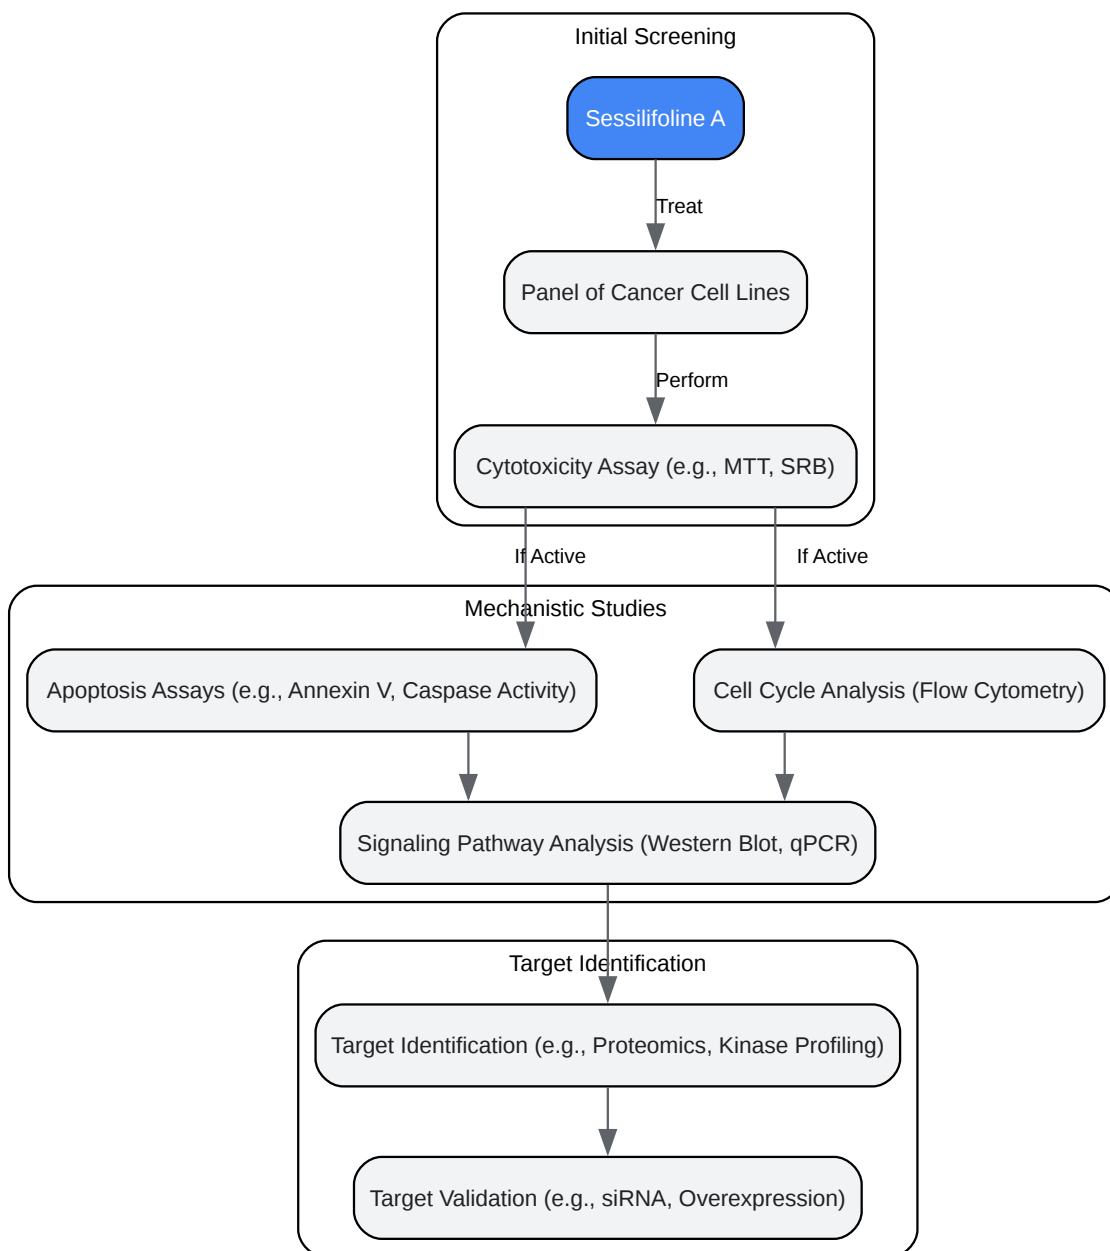 Initial Screening
Sessilifoline A
Treat
Panel of Cancer Cell Lines
Perform
Cytotoxicity Assay (e.g., MTT, SRB)
If Active
If Active
Mechanistic Studies
Apoptosis Assays (e.g., Annexin V, Caspase Activity)
Cell Cycle Analysis (Flow Cytometry)
Signaling Pathway Analysis (Western Blot, qPCR)
Target Identification
Target Identification (e.g., Proteomics, Kinase Profiling)
Target Validation (e.g., siRNA, Overexpression)